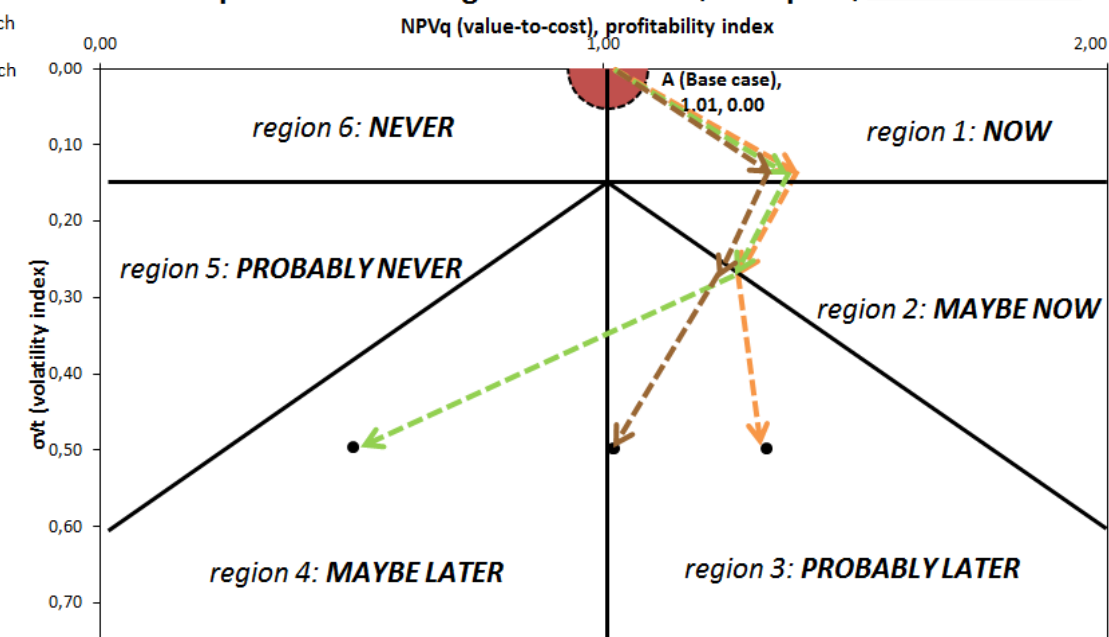 ch
NPVq (value-to-cost), profitability index
0,00
1,00
2,00
ch
0,00
A (Base case),
1.01, 0.00
region 6: NEVER
region 1: NOW
0,10
0,20
region 5: PROBABLY NEVER
0,30
region 2: MAYBE NOW
σ√t (volatility index)
0,40
0,50
0,60
region 4: MAYBE LATER
region 3: PROBABLY LATER
0,70